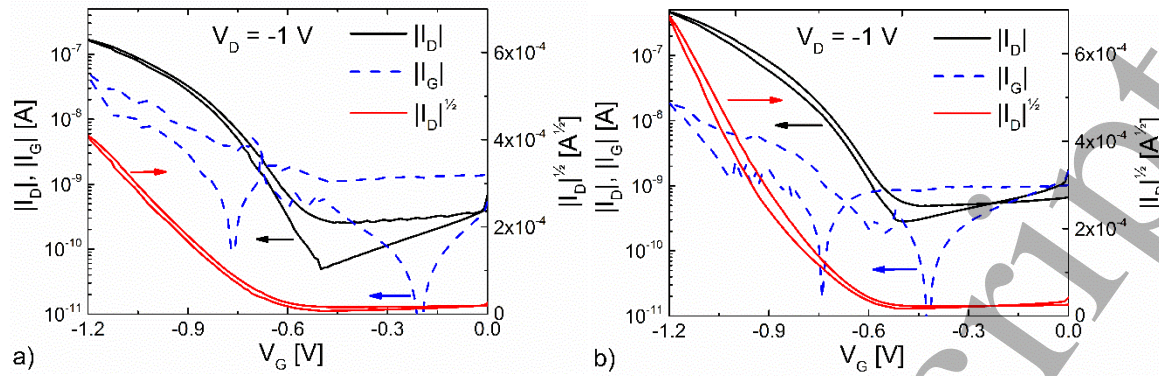 V_D = -1 V
|I_D|
|I_G|
|I_D|^½
10⁻⁷
10⁻⁸
10⁻⁹
10⁻¹⁰
10⁻¹¹
|I_D|, |I_G| [A]
6x10⁻⁴
4x10⁻⁴
2x10⁻⁴
0
|I_D|^½ [A^½]
-1.2 -0.9 -0.6 -0.3 0.0
V_G [V]
a)
V_D = -1 V
|I_D|
|I_G|
|I_D|^½
10⁻⁷
10⁻⁸
10⁻⁹
10⁻¹⁰
10⁻¹¹
|I_D|, |I_G| [A]
6x10⁻⁴
4x10⁻⁴
2x10⁻⁴
0
|I_D|^½ [A^½]
-1.2 -0.9 -0.6 -0.3 0.0
V_G [V]
b)